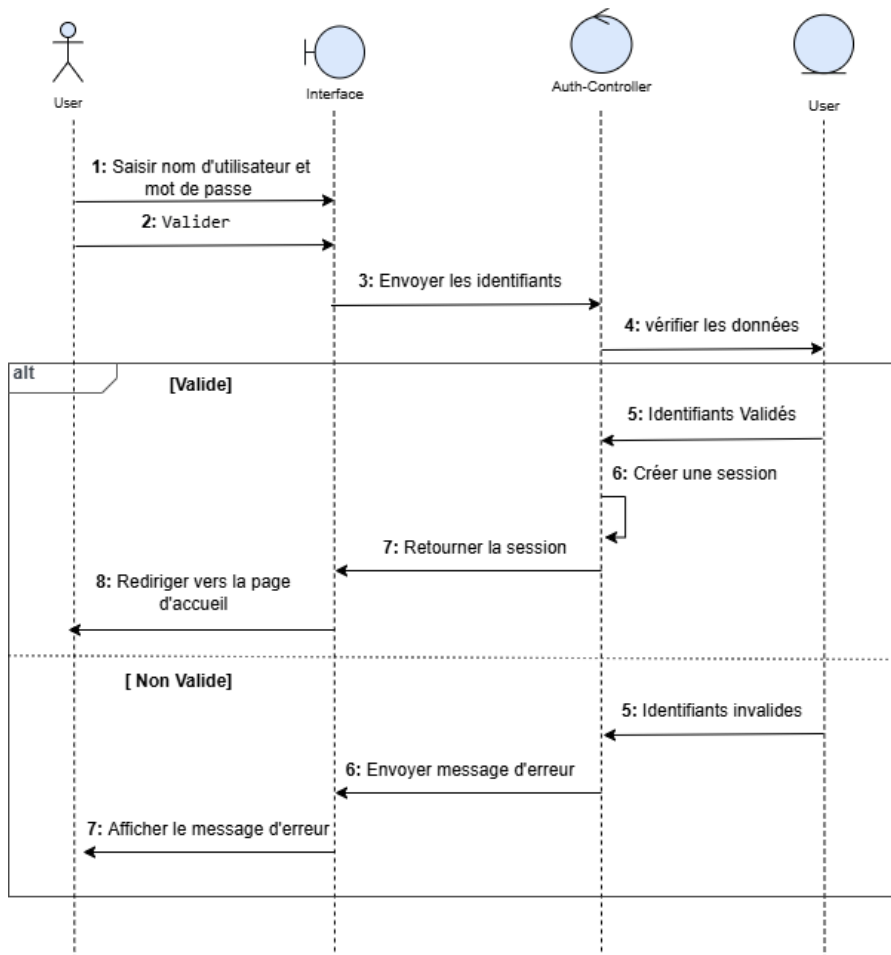 User
Interface
Auth-Controller
User
1: Saisir nom d'utilisateur et
mot de passe
2: Valider
3: Envoyer les identifiants
4: vérifier les données
alt
[Valide]
5: Identifiants Validés
6: Créer une session
7: Retourner la session
8: Rediriger vers la page
d'accueil
[ Non Valide]
5: Identifiants invalides
6: Envoyer message d'erreur
7: Afficher le message d'erreur